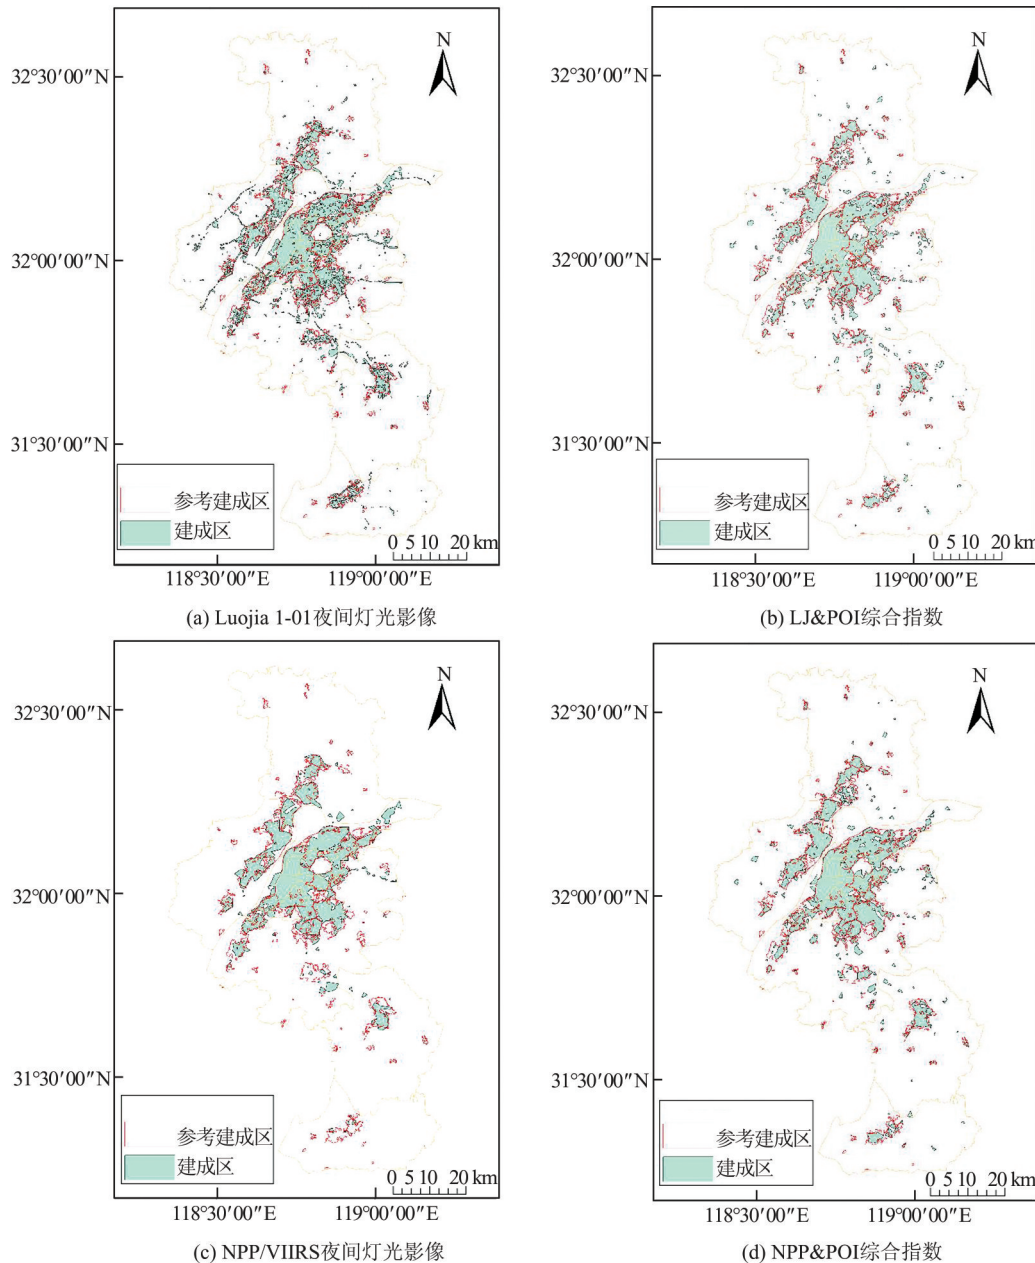 N
N
32°30′00″N
32°30′00″N
32°00′00″N
32°00′00″N
31°30′00″N
31°30′00″N
参考建成区
建成区
参考建成区
建成区
0 5 10 20 km
0 5 10 20 km
118°30′00″E 119°00′00″E
118°30′00″E 119°00′00″E
(a) Luojia 1-01夜间灯光影像
(b) LJ&POI综合指数
N
N
32°30′00″N
32°30′00″N
32°00′00″N
32°00′00″N
31°30′00″N
31°30′00″N
参考建成区
建成区
参考建成区
建成区
0 5 10 20 km
0 5 10 20 km
118°30′00″E 119°00′00″E
118°30′00″E 119°00′00″E
(c) NPP/VIIRS夜间灯光影像
(d) NPP&POI综合指数